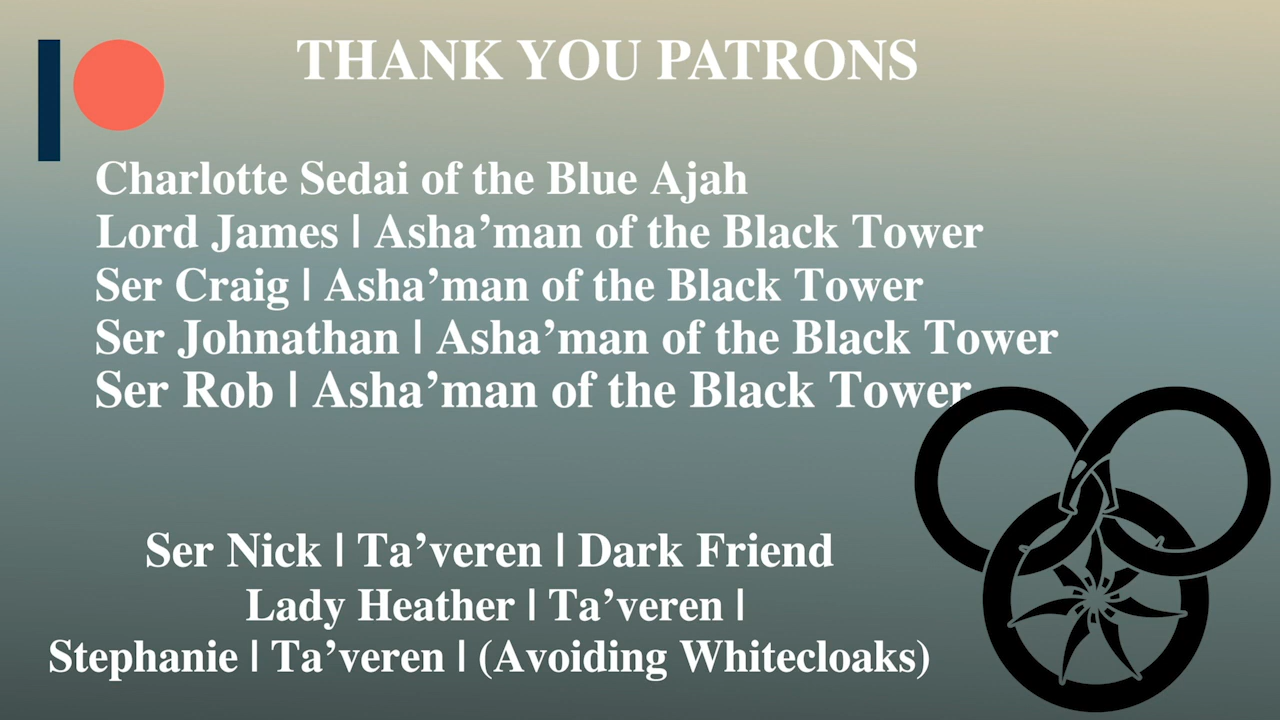 THANK YOU PATRONS
Charlotte Sedai of the Blue Ajah
Lord James | Asha’man of the Black Tower
Ser Craig | Asha’man of the Black Tower
Ser Johnathan | Asha’man of the Black Tower
Ser Rob | Asha’man of the Black Tower
Ser Nick | Ta’veren | Dark Friend
Lady Heather | Ta’veren |
Stephanie | Ta’veren | (Avoiding Whitecloaks)